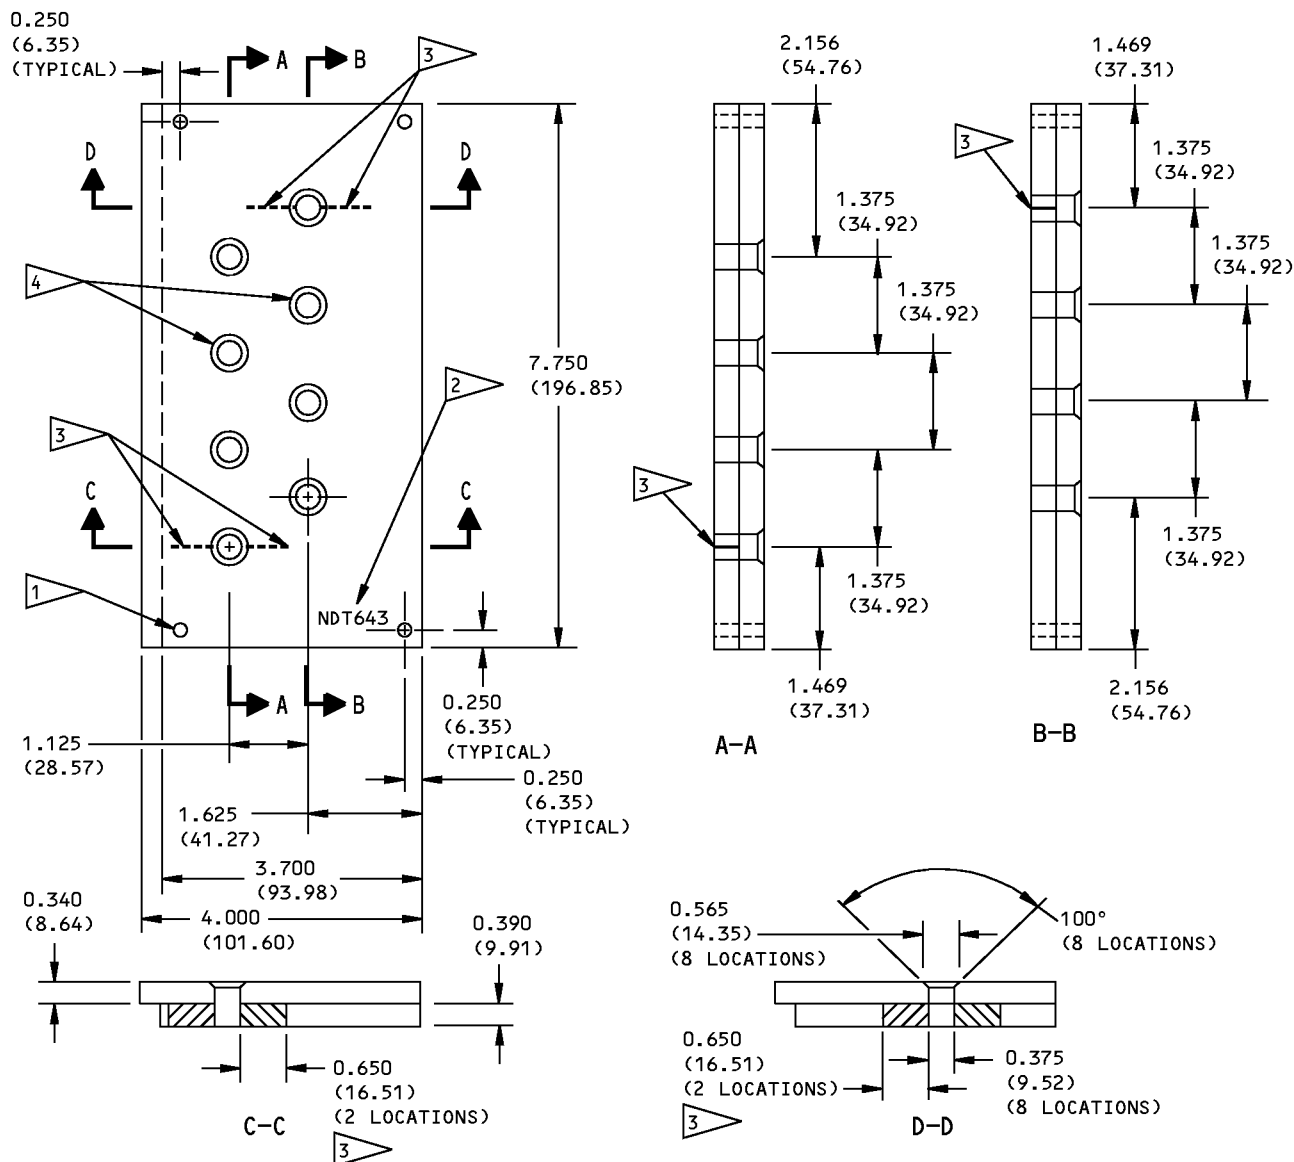 0.250
(6.35)
(TYPICAL)
A
B
3
D
D
4
3
C
C
1
2
7.750
(196.85)
NDT643
A
B
1.125
(28.57)
0.250
(6.35)
(TYPICAL)
0.250
(6.35)
(TYPICAL)
1.625
(41.27)
3.700
(93.98)
4.000
(101.60)
2.156
(54.76)
1.375
(34.92)
1.375
(34.92)
3
1.375
(34.92)
1.469
(37.31)
A-A
1.469
(37.31)
3
1.375
(34.92)
1.375
(34.92)
1.375
(34.92)
2.156
(54.76)
B-B
0.340
(8.64)
0.390
(9.91)
0.650
(16.51)
(2 LOCATIONS)
3
C-C
0.565
(14.35)
(8 LOCATIONS)
100°
(8 LOCATIONS)
0.650
(16.51)
(2 LOCATIONS)
3
0.375
(9.52)
(8 LOCATIONS)
D-D